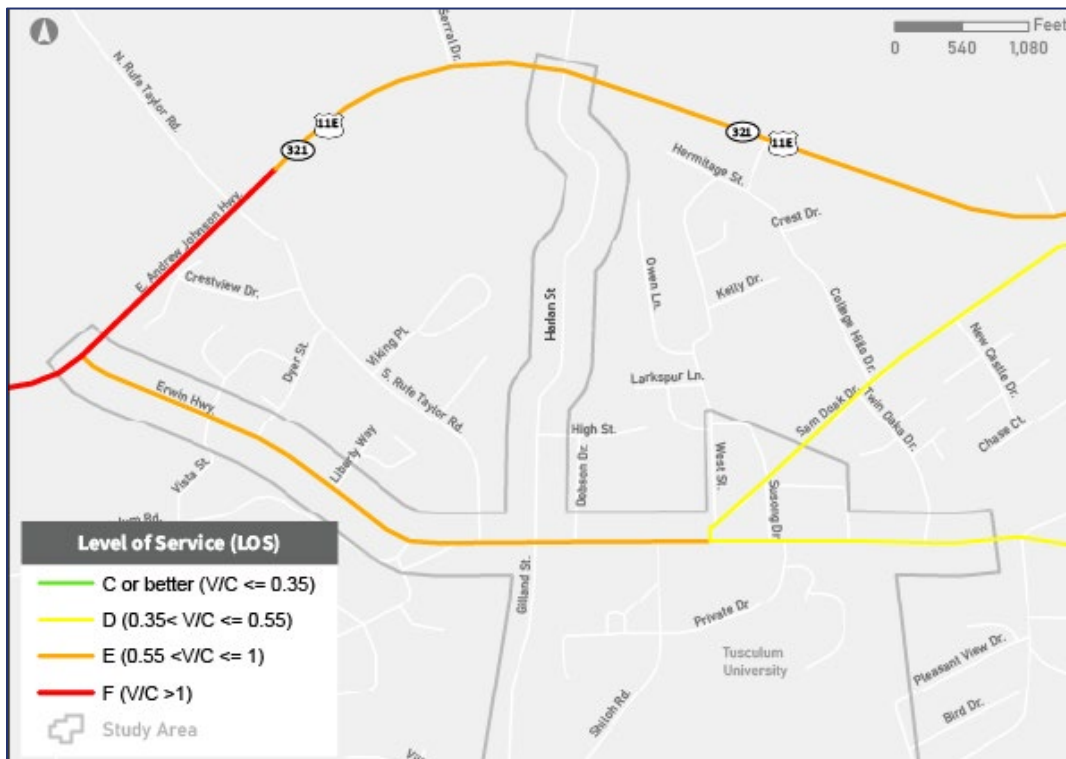 Feet
0 540 1,080
Serral Dr.
N. Rufe Taylor Rd.
11E
321
321
11E
Hermitage St.
Crest Dr.
E. Andrew Johnson Hwy.
Crestview Dr.
Harlan St
Owen Ln.
Kelly Dr.
College Hills Dr.
Viking Pl.
Dyer St.
New Castle Dr.
Larkspur Ln.
Erwin Hwy.
S. Rufe Taylor Rd.
Sam Doak Dr.
Twin Oaks Dr.
Chase Ct.
High St.
Liberty Way
West St.
Vista St.
Dobson Dr.
Susong Dr
lum Rd.
Level of Service (LOS)
C or better (V/C <= 0.35)
D (0.35< V/C <= 0.55)
E (0.55 <V/C <= 1)
F (V/C >1)
Study Area
Gilland St.
Private Dr
Tusculum
University
Pleasant View Dr.
Shiloh Rd.
Bird Dr.